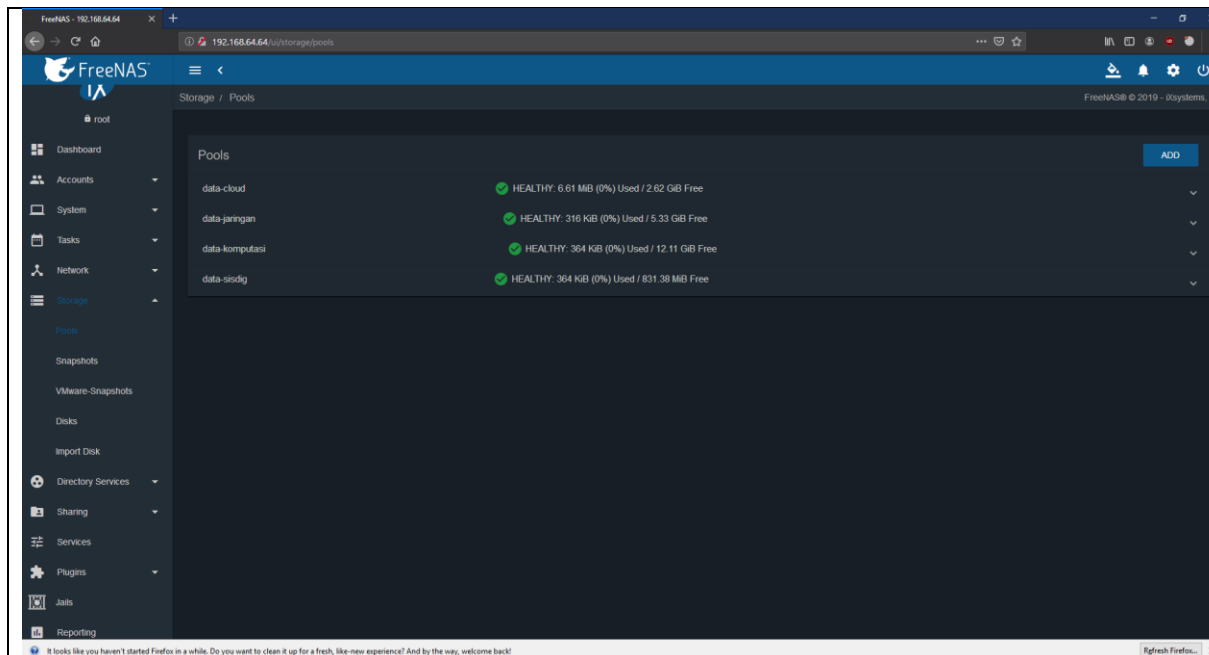 FreeNAS - 192.168.64.64
192.168.64.64/ui/storage/pools
FreeNAS®
Storage / Pools
FreeNAS® © 2019 - iXsystems,
root
Dashboard
Accounts
System
Tasks
Network
Storage
Pools
Snapshots
VMware-Snapshots
Disks
Import Disk
Directory Services
Sharing
Services
Plugins
Jails
Reporting
Pools
ADD
data-cloud HEALTHY: 6.61 MiB (0%) Used / 2.62 GiB Free
data-jaringan HEALTHY: 316 KiB (0%) Used / 5.33 GiB Free
data-komputasi HEALTHY: 364 KiB (0%) Used / 12.11 GiB Free
data-sisdig HEALTHY: 364 KiB (0%) Used / 831.38 MiB Free
It looks like you haven't started Firefox in a while. Do you want to clean it up for a fresh, like-new experience? And by the way, welcome back!
Refresh Firefox...